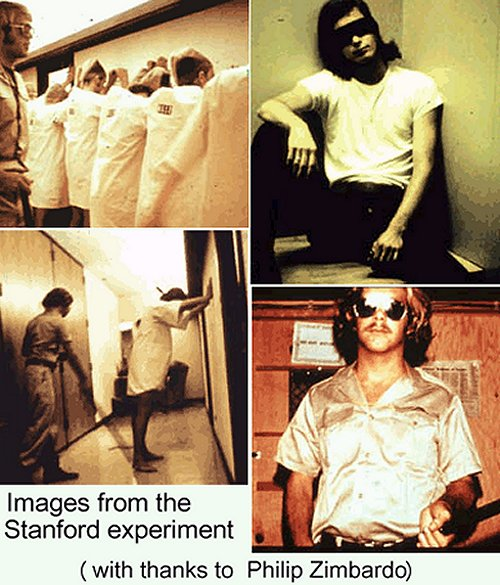 Images from the
Stanford experiment
( with thanks to Philip Zimbardo)